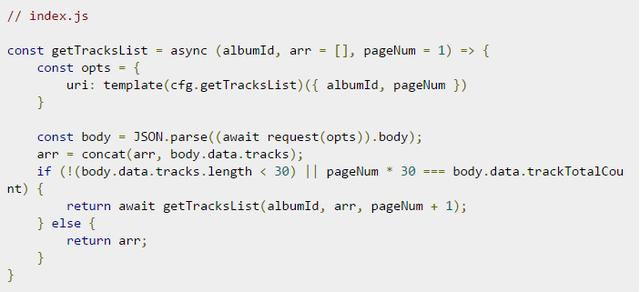 // index.js

const getTracksList = async (albumId, arr = [], pageNum = 1) => {
    const opts = {
        uri: template(cfg.getTracksList)({ albumId, pageNum })
    }

    const body = JSON.parse((await request(opts)).body);
    arr = concat(arr, body.data.tracks);
    if (!(body.data.tracks.length < 30) || pageNum * 30 === body.data.trackTotalCou
nt) {
        return await getTracksList(albumId, arr, pageNum + 1);
    } else {
        return arr;
    }
}